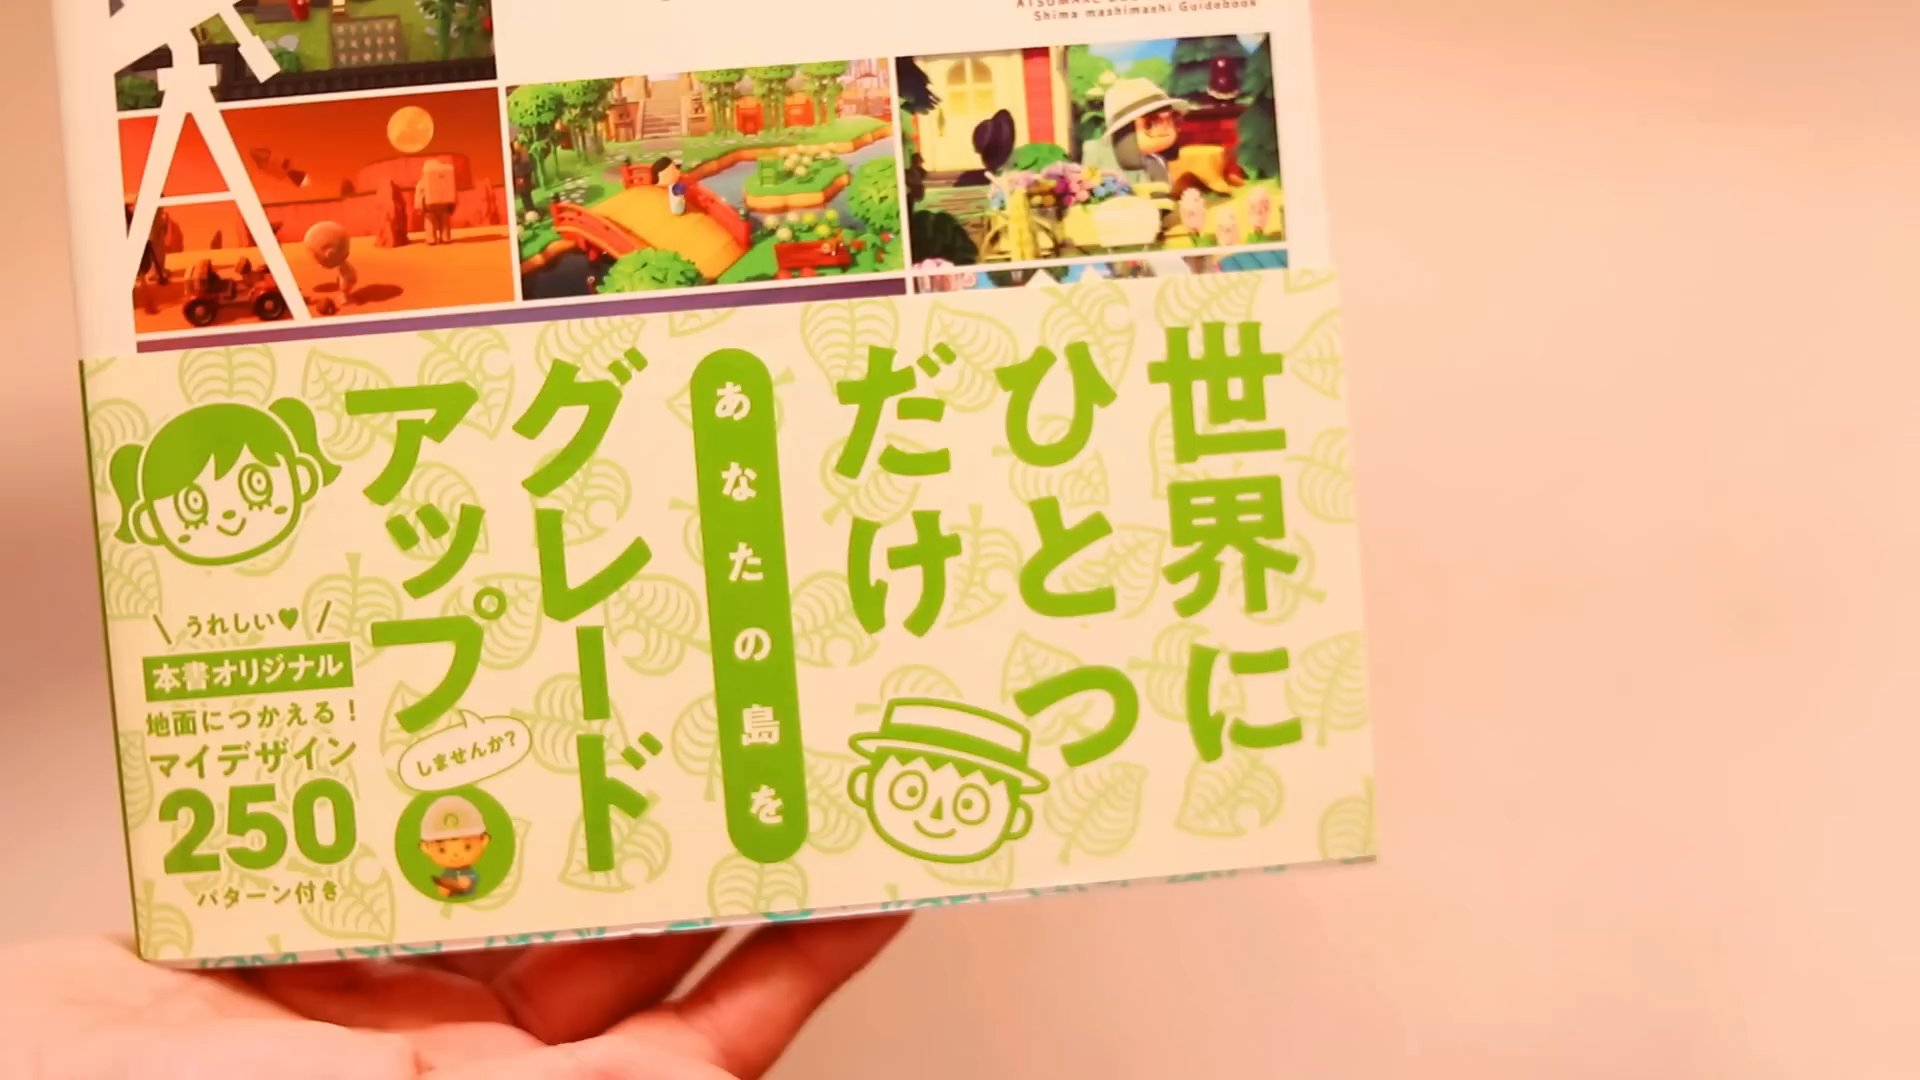 Shima mashimashi Guidebook
世界に
ひとつ
だけ
あなたの島を
グレード
アップ
しませんか?
うれしい♥
本書オリジナル
地面につかえる!
マイデザイン
250
パターン付き